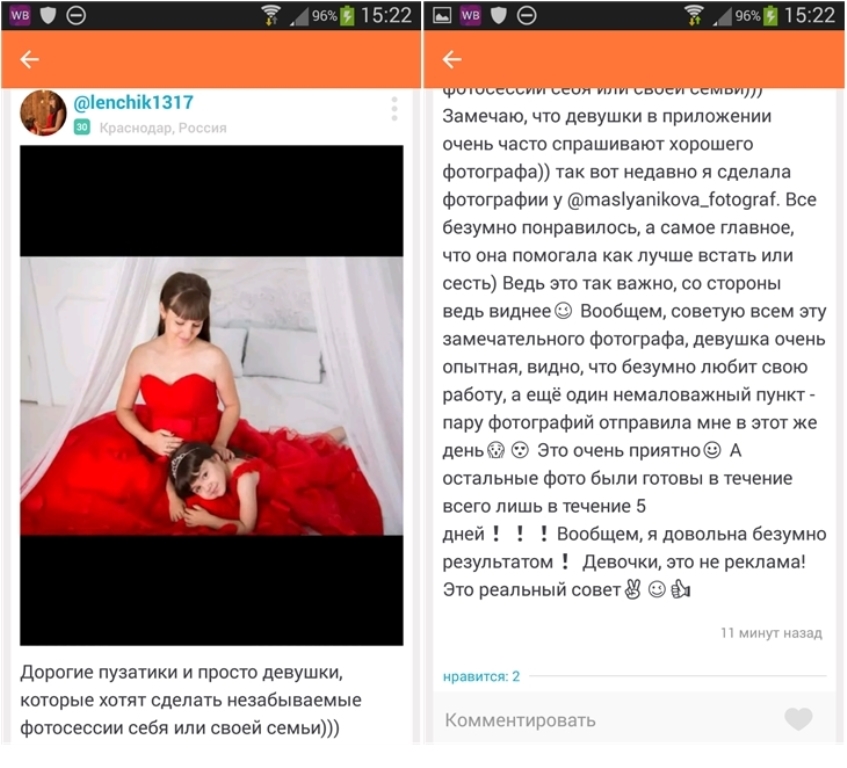 WB
96%
15:22
@lenchik1317
30 Краснодар, Россия
Дорогие пузатики и просто девушки,
которые хотят сделать незабываемые
фотосессии себя или своей семьи)))
WB
96%
15:22
фотосессии себя или своей семьи)))
Замечаю, что девушки в приложении
очень часто спрашивают хорошего
фотографа)) так вот недавно я сделала
фотографии у @maslyanikova_fotograf. Все
безумно понравилось, а самое главное,
что она помогала как лучше встать или
сесть) Ведь это так важно, со стороны
ведь виднее☺ Вообщем, советую всем эту
замечательного фотографа, девушка очень
опытная, видно, что безумно любит свою
работу, а ещё один немаловажный пункт -
пару фотографий отправила мне в этот же
день😱 😍 Это очень приятно☺ А
остальные фото были готовы в течение
всего лишь в течение 5
дней❗ ❗ ❗ Вообщем, я довольна безумно
результатом❗ Девочки, это не реклама!
Это реальный совет✌ ☺ 👍
11 минут назад
нравится: 2
Комментировать